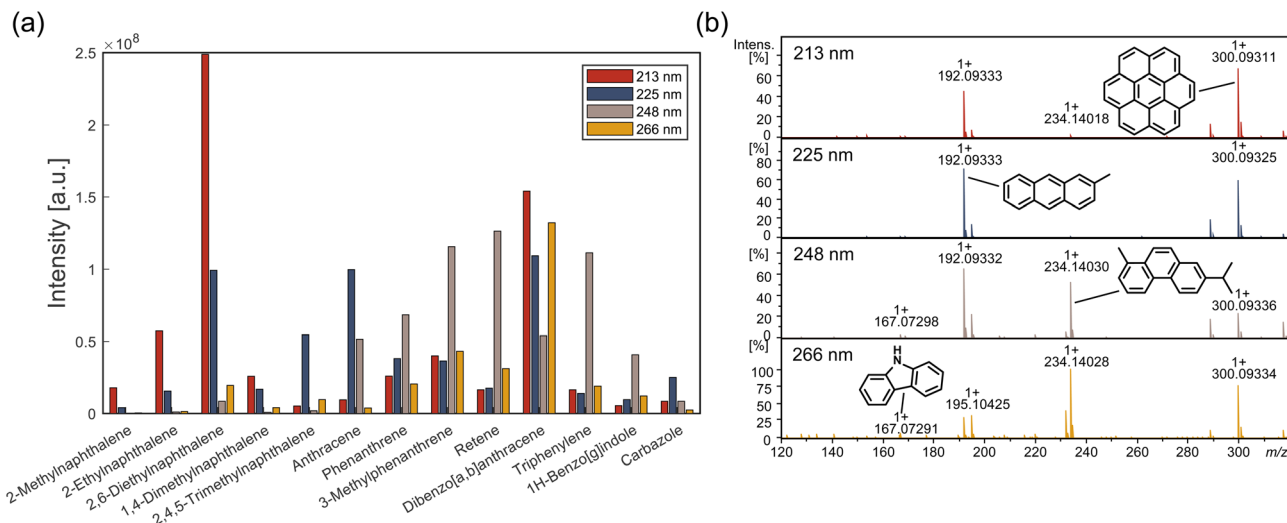 (a)
×10⁸
2.5
2
1.5
1
0.5
0
Intensity [a.u.]
213 nm
225 nm
248 nm
266 nm
2-Methylnaphthalene
2-Ethylnaphthalene
2,6-Diethylnaphthalene
1,4-Dimethylnaphthalene
2,4,5-Trimethylnaphthalene
Anthracene
Phenanthrene
3-Methylphenanthrene
Retene
Dibenzo[a,b]anthracene
Triphenylene
1H-Benzo[g]indole
Carbazole
(b)
Intens.
[%]
80
60
40
20
0
213 nm
1+
192.09333
1+
234.14018
1+
300.09311
80
60
40
20
0
225 nm
1+
192.09333
1+
300.09325
[%]
80
60
40
20
0
248 nm
1+
167.07298
1+
192.09332
1+
234.14030
1+
300.09336
[%]
100
75
50
25
0
266 nm
H
N
1+
167.07291
1+
195.10425
1+
234.14028
1+
300.09334
120 140 160 180 200 220 240 260 280 300 m/z